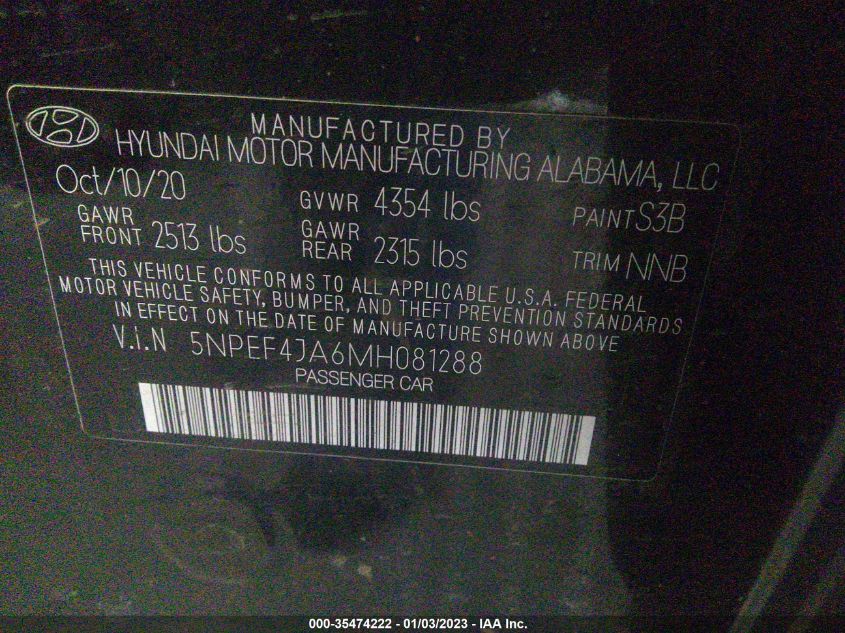 MANUFACTURED BY
HYUNDAI MOTOR MANUFACTURING ALABAMA, LLC
Oct/10/20 GVWR 4354 lbs PAINT S3B
GAWR FRONT 2513 lbs GAWR REAR 2315 lbs TRIM NNB
THIS VEHICLE CONFORMS TO ALL APPLICABLE U.S.A. FEDERAL
MOTOR VEHICLE SAFETY, BUMPER, AND THEFT PREVENTION STANDARDS
IN EFFECT ON THE DATE OF MANUFACTURE SHOWN ABOVE
V.I.N 5NPEF4JA6MH081288
PASSENGER CAR
000-35474222 - 01/03/2023 - IAA Inc.